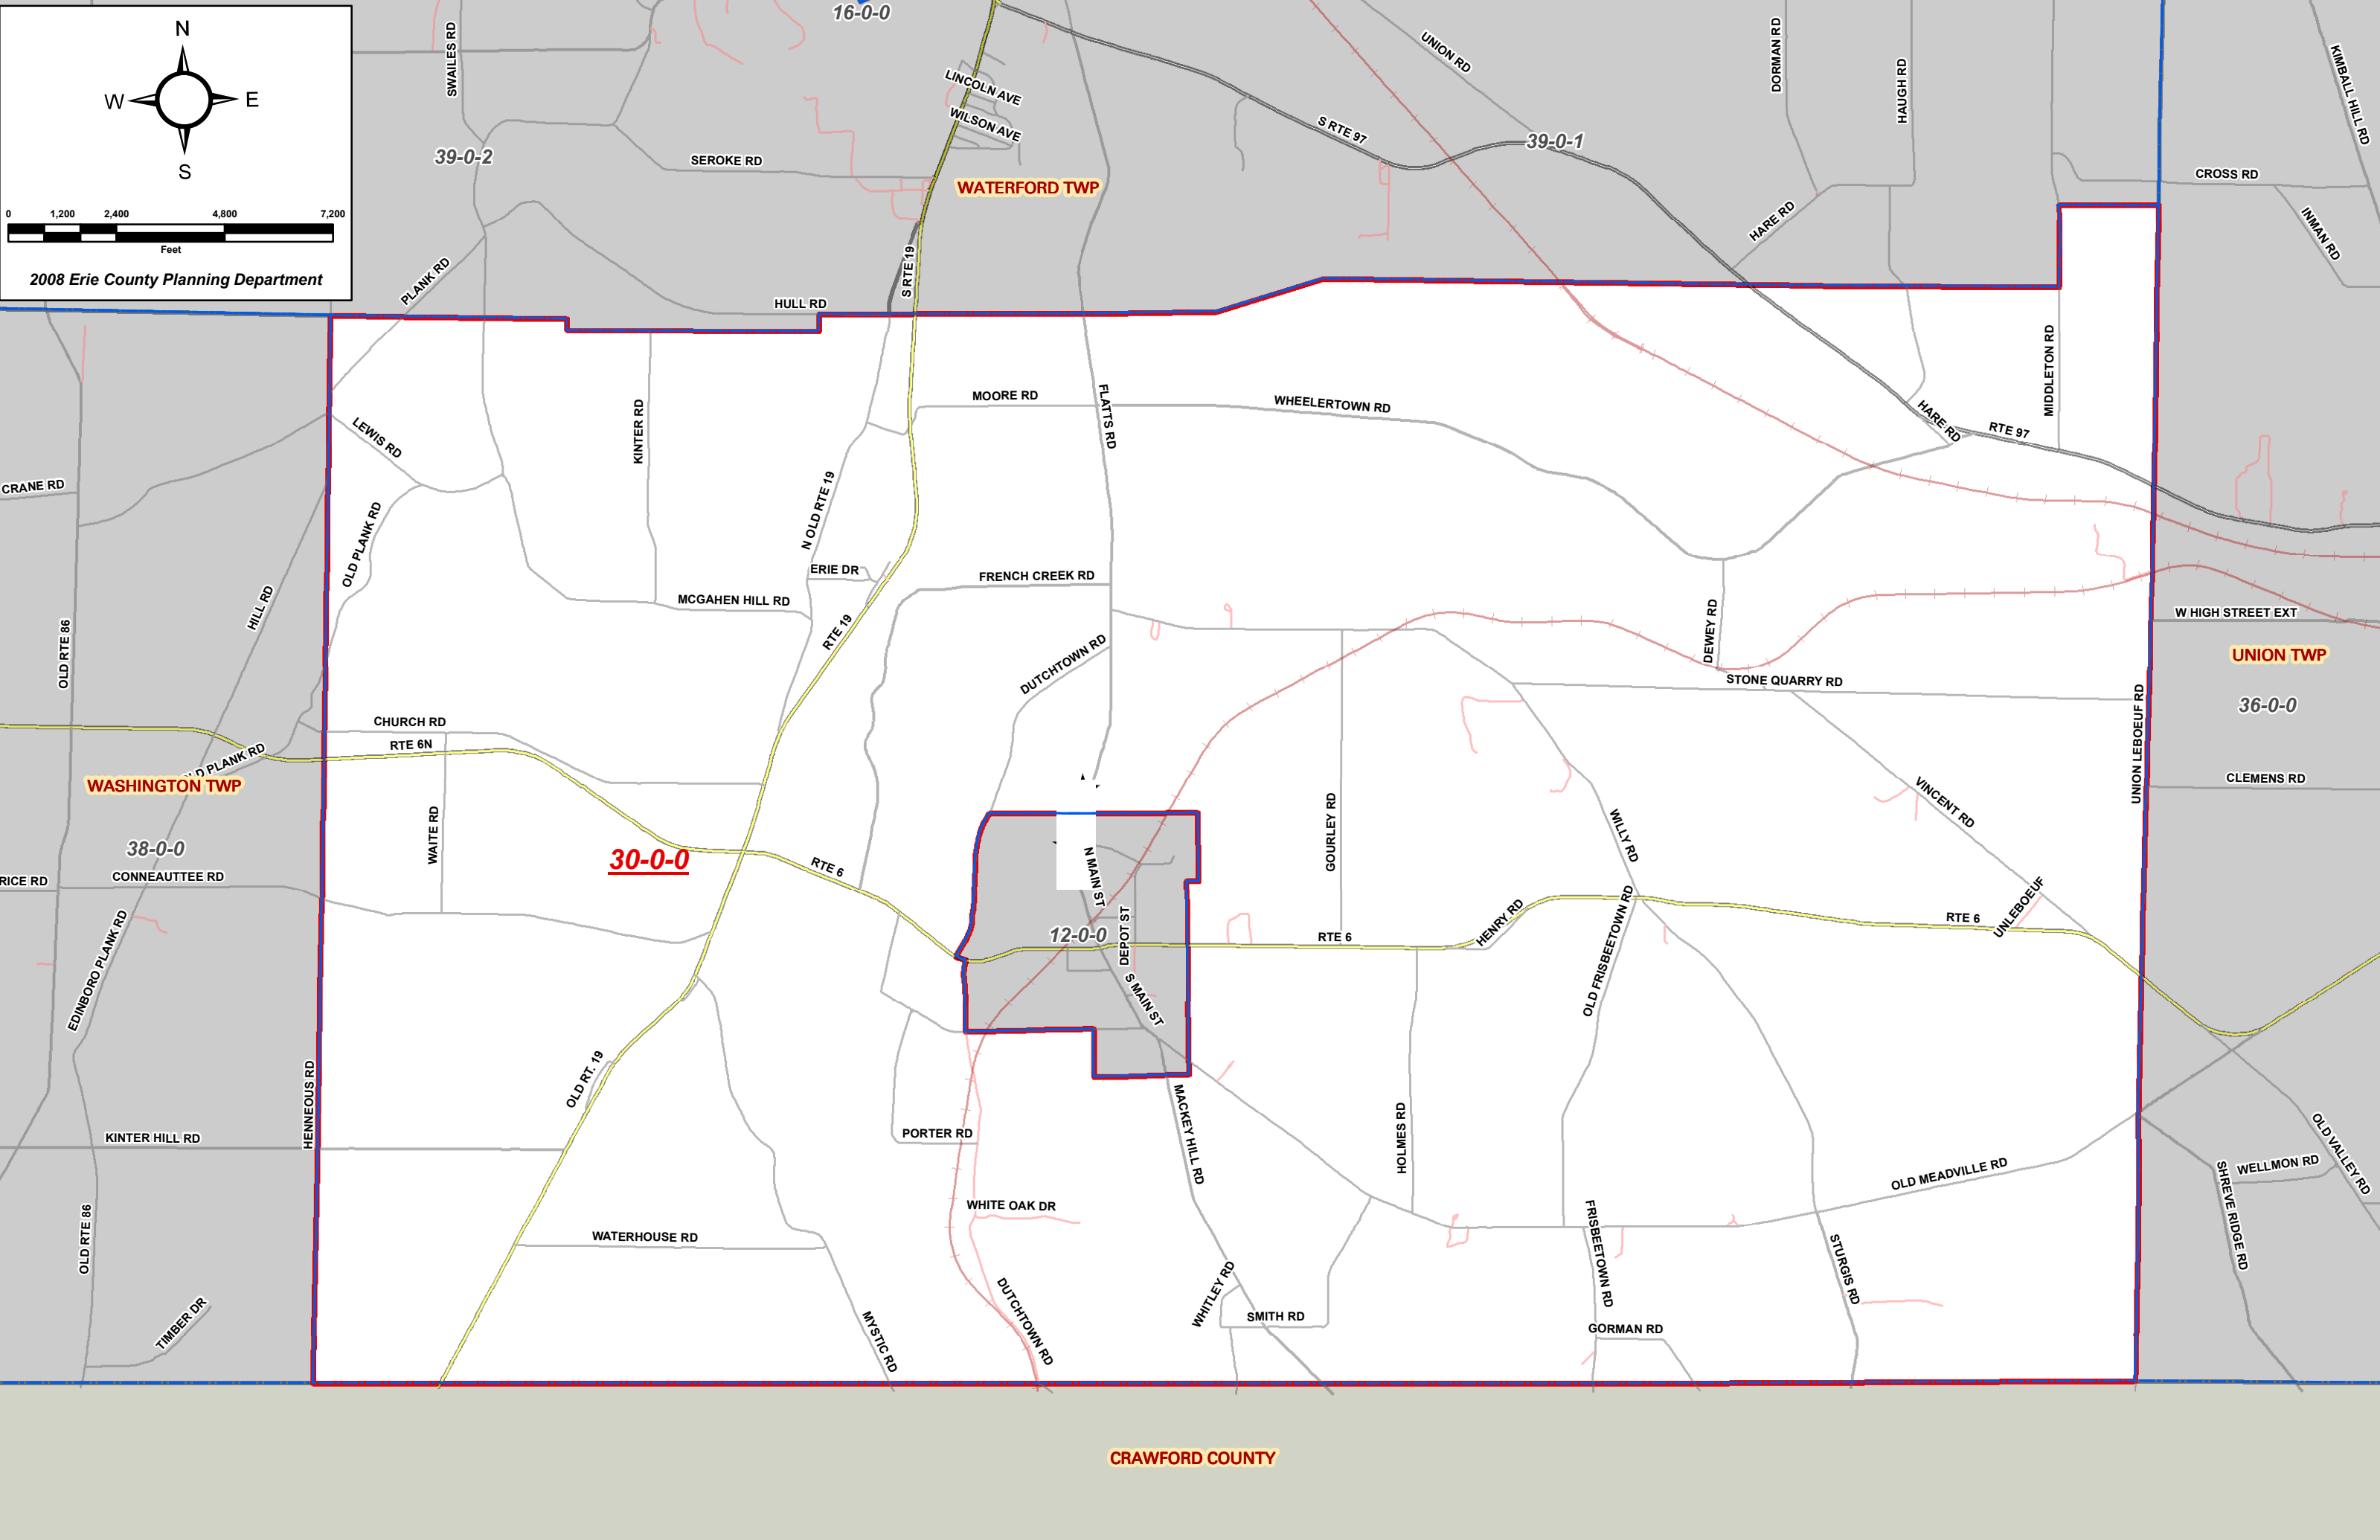 N
W
E
S
0
1,200
2,400
4,800
7,200
Feet
2008 Erie County Planning Department
16-0-0
SWAILES RD
LINCOLN AVE
WILSON AVE
UNION RD
DORMAN RD
HAUGH RD
KIMBALL HILL RD
39-0-2
SEROKE RD
S RTE 97
39-0-1
WATERFORD TWP
CROSS RD
HARE RD
INMAN RD
PLANK RD
S RTE 19
HULL RD
LEWIS RD
KINTER RD
MOORE RD
FLATTS RD
WHEELERTOWN RD
MIDDLETON RD
HARE RD
RTE 97
CRANE RD
OLD PLANK RD
N OLD RTE 19
ERIE DR
FRENCH CREEK RD
HILL RD
MCGAHEN HILL RD
RTE 19
OLD RTE 86
DUTCHTOWN RD
DEWEY RD
W HIGH STREET EXT
UNION TWP
STONE QUARRY RD
36-0-0
CHURCH RD
RTE 6N
UNION LEBOEUF RD
LD PLANK RD
WASHINGTON TWP
CLEMENS RD
WAITE RD
VINCENT RD
GOURLEY RD
WILLY RD
38-0-0
30-0-0
RICE RD
CONNEAUTTEE RD
RTE 6
N MAIN ST
EDINBORO PLANK RD
DEPOT ST
12-0-0
RTE 6
HENRY RD
OLD FRISBEETOWN RD
RTE 6
UNLEBOEUF
S MAIN ST
OLD RT. 19
HENNEOUS RD
KINTER HILL RD
PORTER RD
MACKEY HILL RD
HOLMES RD
OLD MEADVILLE RD
OLD VALLEY RD
WELLMON RD
SHREVE RIDGE RD
OLD RTE 86
WHITE OAK DR
WATERHOUSE RD
FRISBEETOWN RD
STURGIS RD
TIMBER DR
MYSTIC RD
DUTCHTOWN RD
WHITLEY RD
SMITH RD
GORMAN RD
CRAWFORD COUNTY